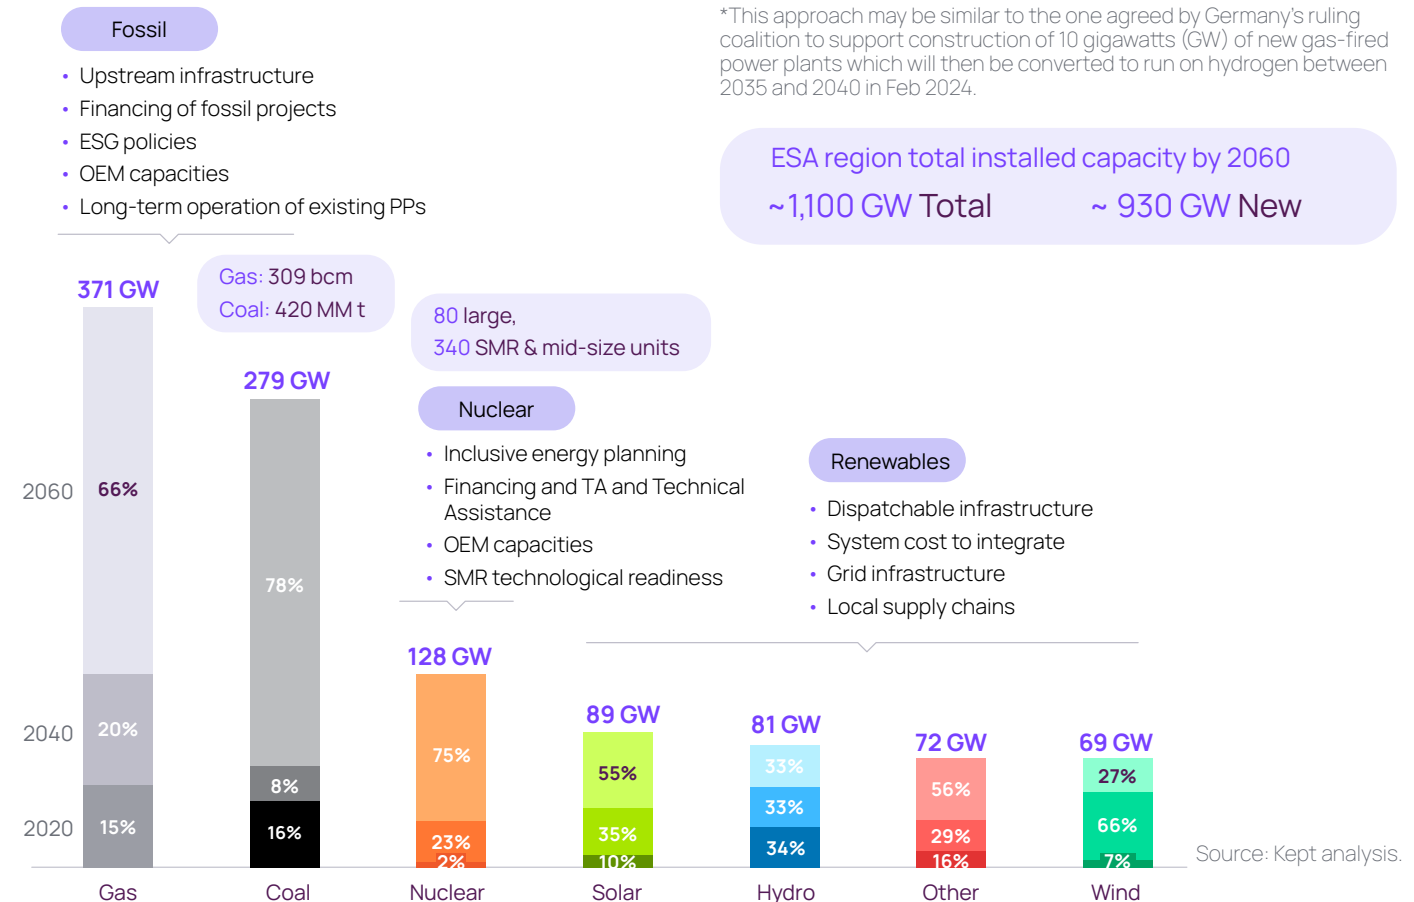 Fossil
• Upstream infrastructure
• Financing of fossil projects
• ESG policies
• OEM capacities
• Long-term operation of existing PPs
*This approach may be similar to the one agreed by Germany's ruling
coalition to support construction of 10 gigawatts (GW) of new gas-fired
power plants which will then be converted to run on hydrogen between
2035 and 2040 in Feb 2024.
ESA region total installed capacity by 2060
~1,100 GW Total
~ 930 GW New
Gas: 309 bcm
Coal: 420 MM t
80 large,
340 SMR & mid-size units
Nuclear
• Inclusive energy planning
• Financing and TA and Technical
Assistance
• OEM capacities
• SMR technological readiness
Renewables
• Dispatchable infrastructure
• System cost to integrate
• Grid infrastructure
• Local supply chains
2060
2040
2020
371 GW
66%
20%
15%
Gas
279 GW
78%
8%
16%
Coal
128 GW
75%
23%
2%
Nuclear
89 GW
55%
35%
10%
Solar
81 GW
33%
33%
34%
Hydro
72 GW
56%
29%
16%
Other
69 GW
27%
66%
7%
Wind
Source: Kept analysis.